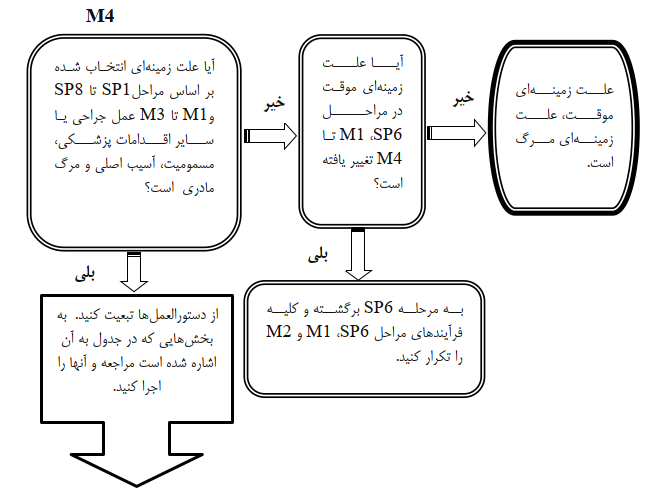 M4
آیا علت زمینه‌ای انتخاب شده
بر اساس مراحل SP1 تا SP8
و M1 تا M3 عمل جراحی یا
سایر اقدامات پزشکی،
مسمومیت، آسیب اصلی و مرگ
مادری است؟
خیر
آیا علت
زمینه‌ای موقت
در مراحل
SP6، M1 تا
M4 تغییر یافته
است؟
خیر
علت زمینه‌ای
موقت، علت
زمینه‌ای مرگ
است.
بلی
از دستورالعمل‌ها تبعیت کنید. به
بخش‌هایی که در جدول به آن
اشاره شده است مراجعه و آنها را
اجرا کنید.
بلی
به مرحله SP6 برگشته و کلیه
فرآیندهای مراحل SP6، M1 و M2
را تکرار کنید.